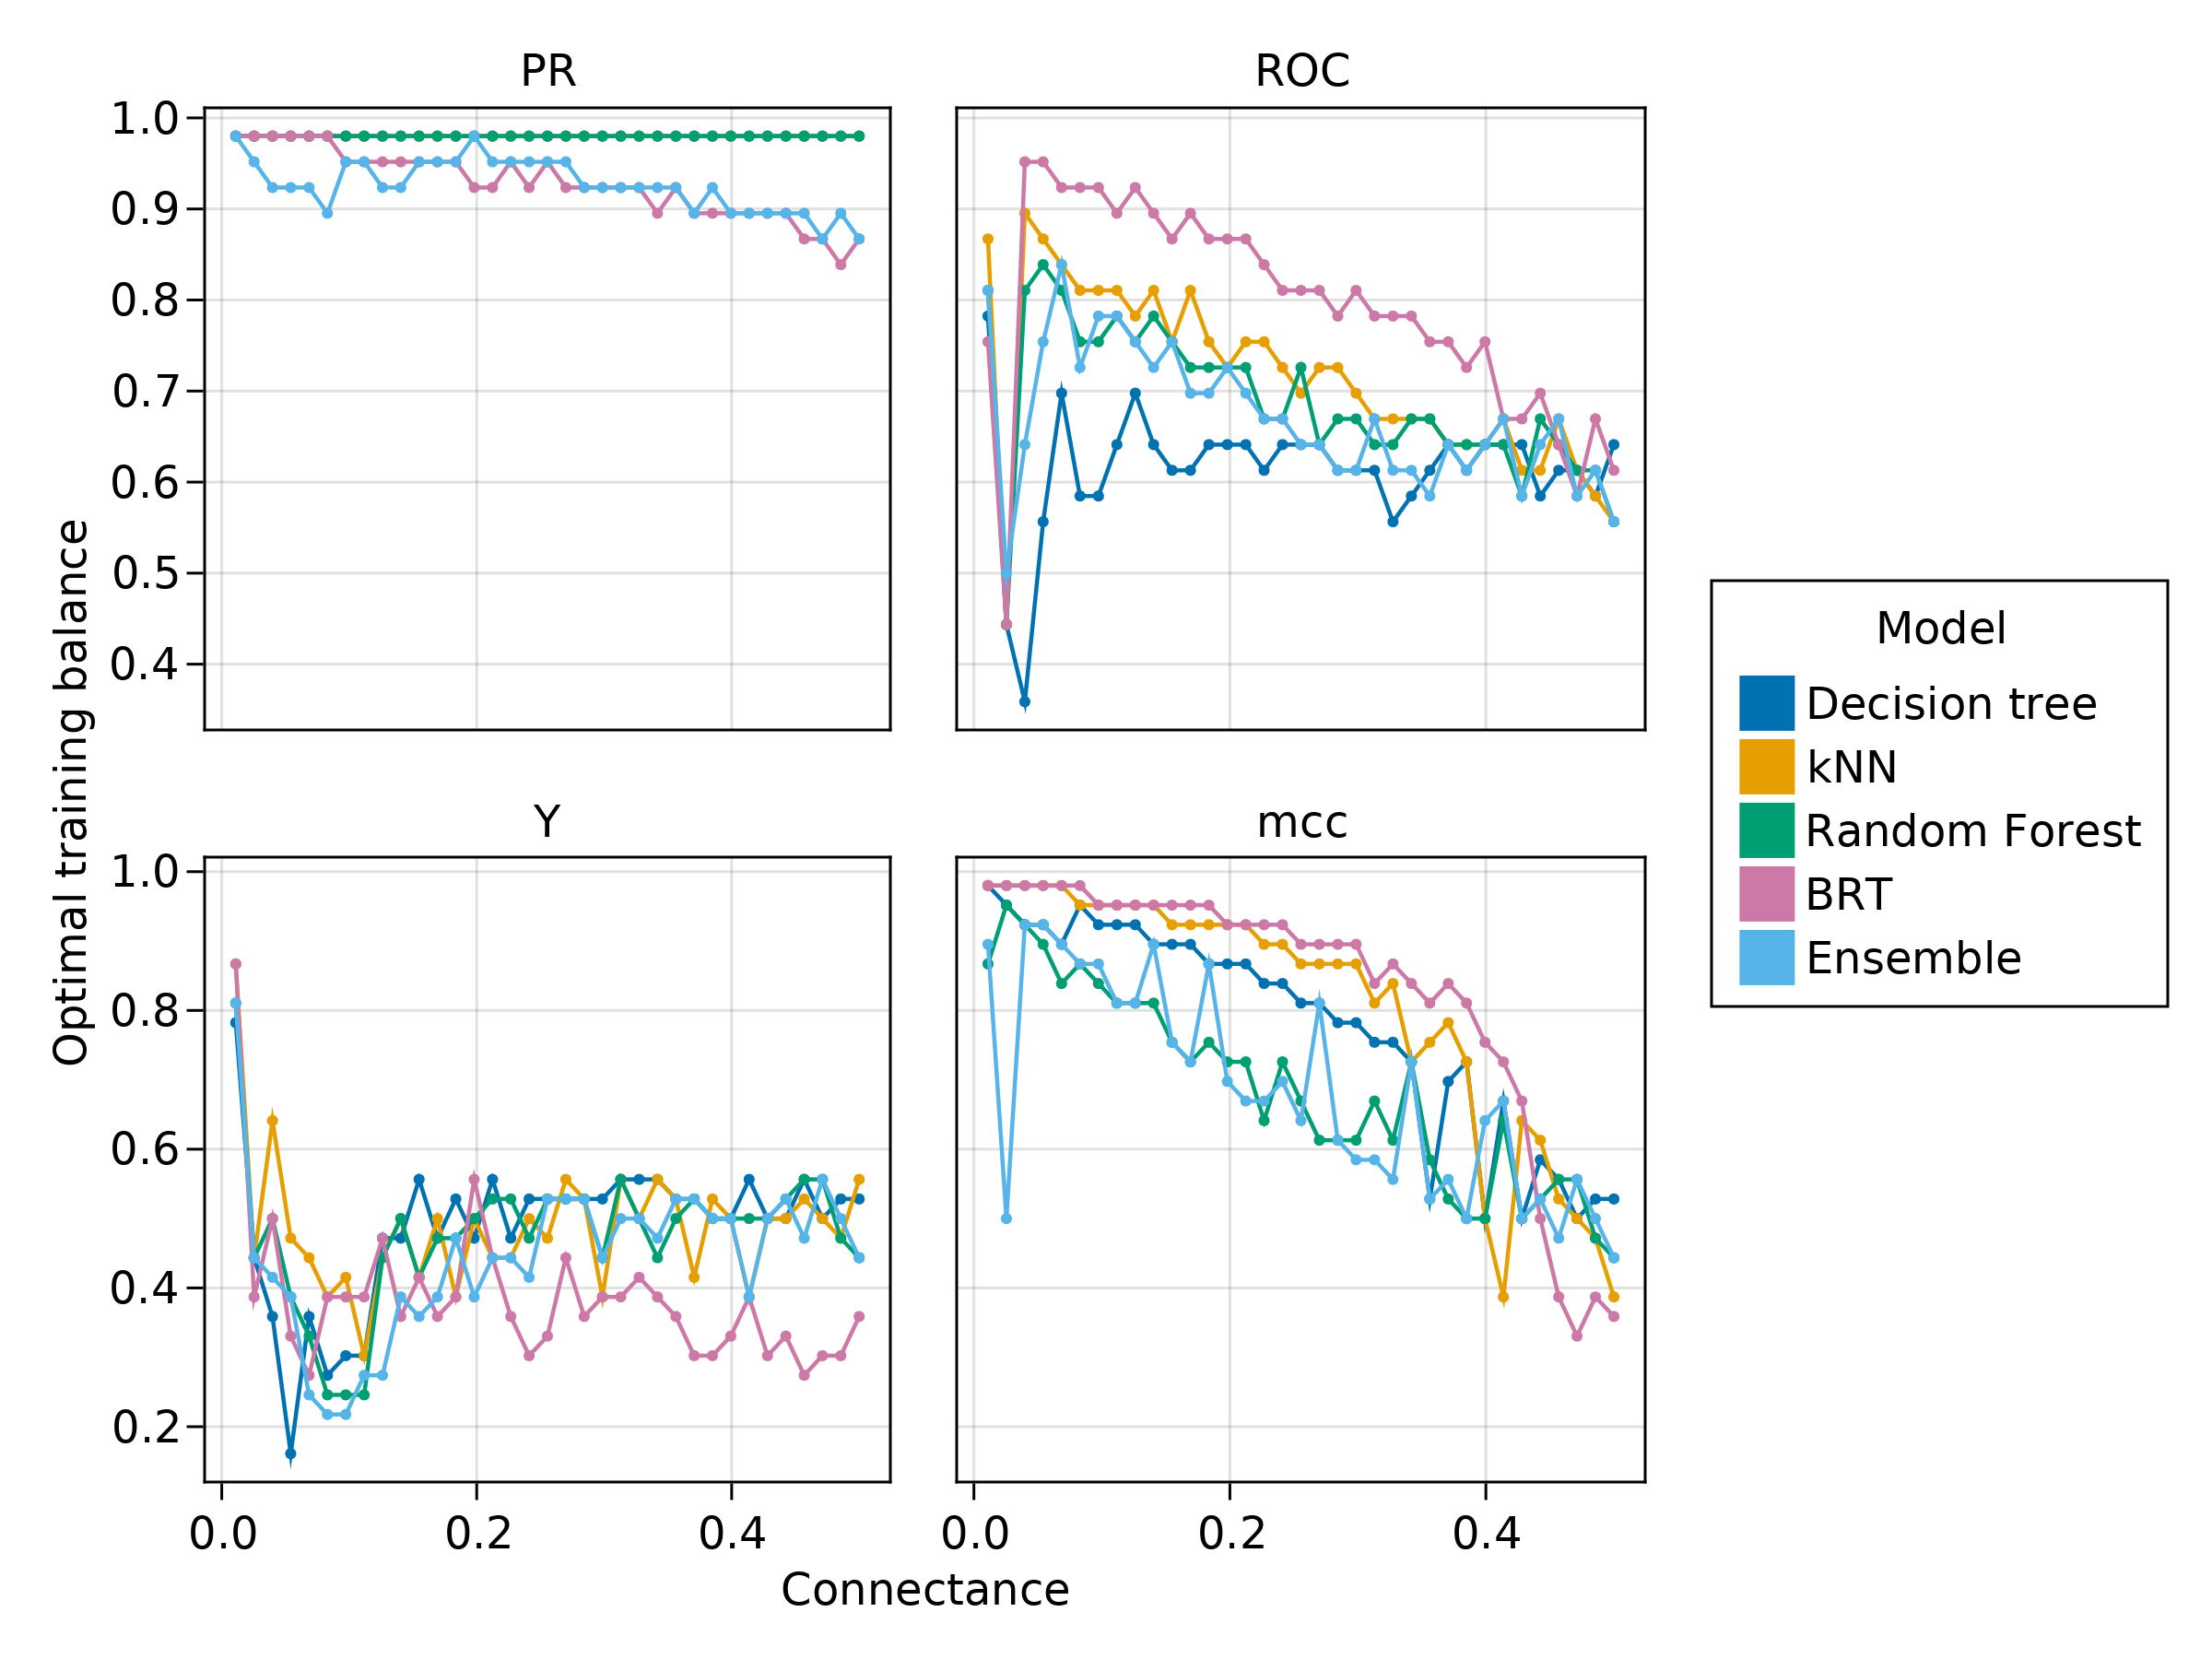 PR
ROC
1.0
0.9
0.8
0.7
0.6
0.5
0.4
Y
mcc
1.0
0.8
0.6
0.4
0.2
0.0 0.2 0.4
0.0 0.2 0.4
Optimal training balance
Connectance
Model
Decision tree
kNN
Random Forest
BRT
Ensemble